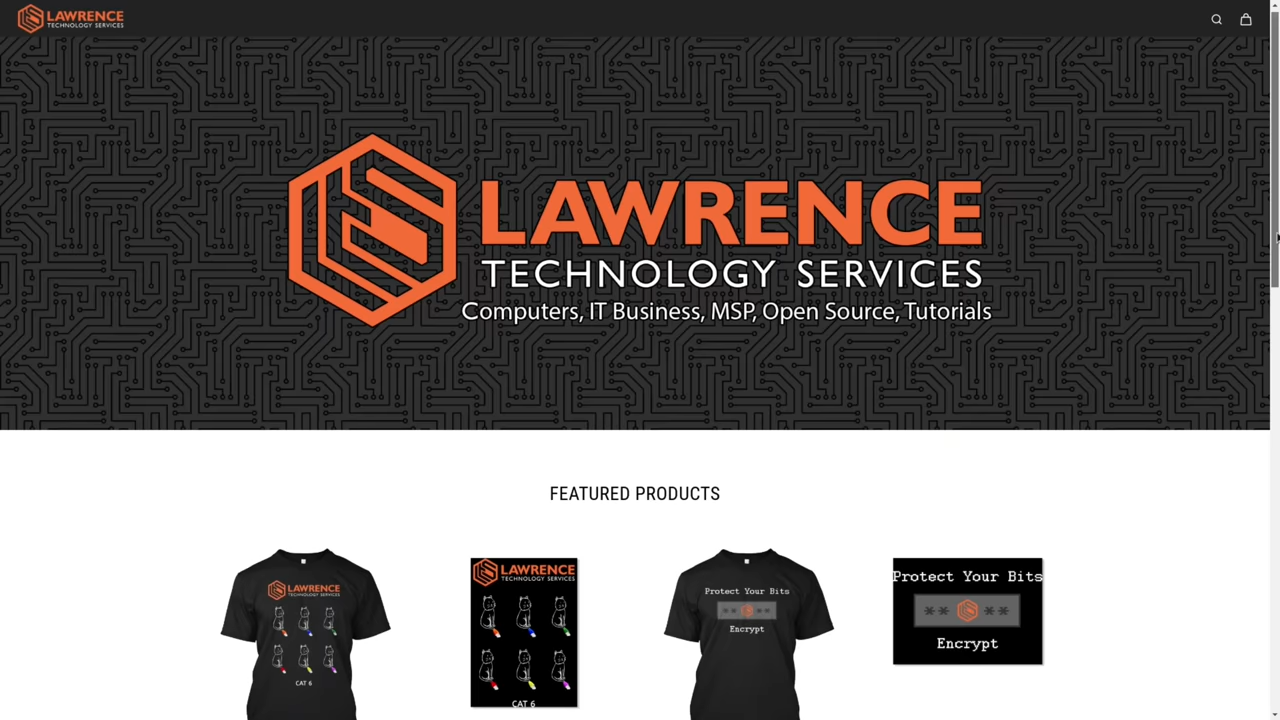 LAWRENCE
TECHNOLOGY SERVICES
LAWRENCE
TECHNOLOGY SERVICES
Computers, IT Business, MSP, Open Source, Tutorials
FEATURED PRODUCTS
LAWRENCE
TECHNOLOGY SERVICES
CAT 6
LAWRENCE
TECHNOLOGY SERVICES
CAT 6
Protect Your Bits
** **
Encrypt
Protect Your Bits
** **
Encrypt